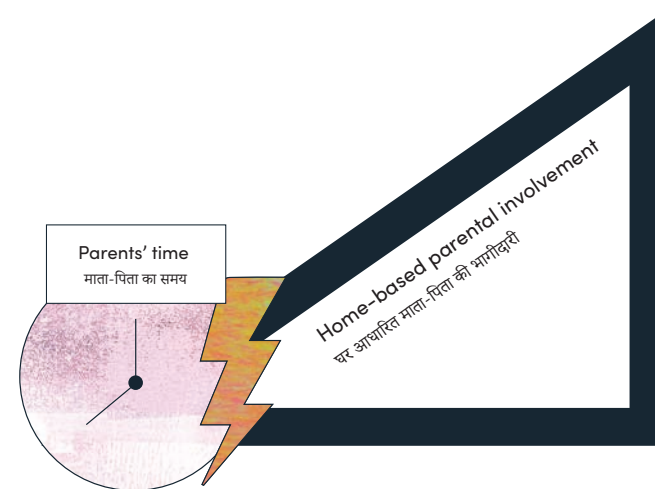 Parents' time
माता-पिता का समय
Home-based parental involvement
घर आधारित माता-पिता की भागीदारी